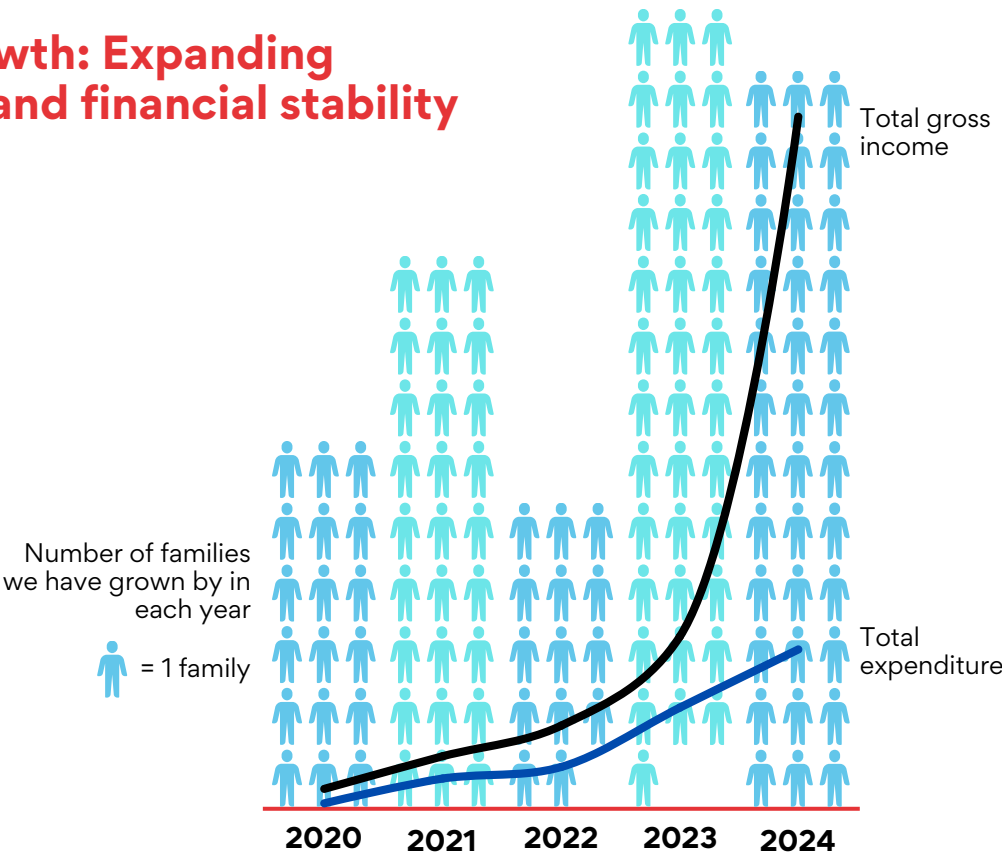 wth: Expanding
and financial stability
Total gross
income
Number of families
we have grown by in
each year
= 1 family
Total
expenditure
2020 2021 2022 2023 2024